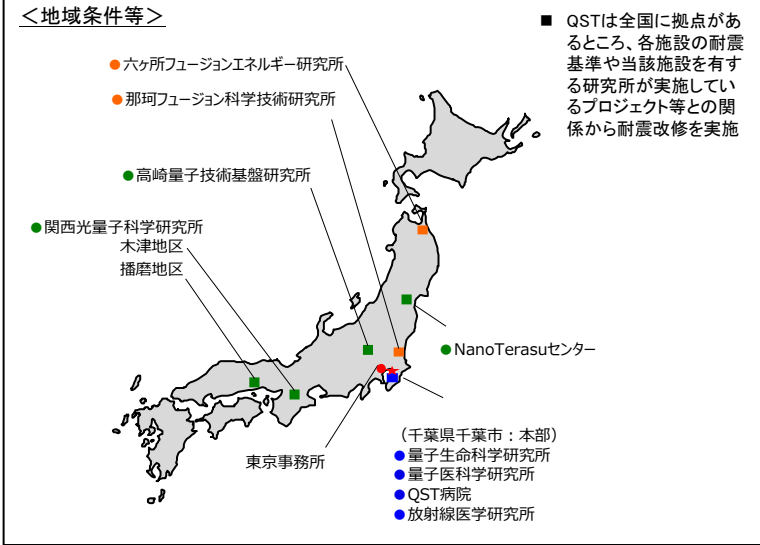 ＜地域条件等＞
■ QSTは全国に拠点があ
るところ、各施設の耐震
基準や当該施設を有す
る研究所が実施してい
るプロジェクト等との関
係から耐震改修を実施
●六ヶ所フュージョンエネルギー研究所
●那珂フュージョン科学技術研究所
●高崎量子技術基盤研究所
●関西光量子科学研究所
木津地区
播磨地区
●NanoTerasuセンター
東京事務所
（千葉県千葉市：本部）
●量子生命科学研究所
●量子医科学研究所
●QST病院
●放射線医学研究所